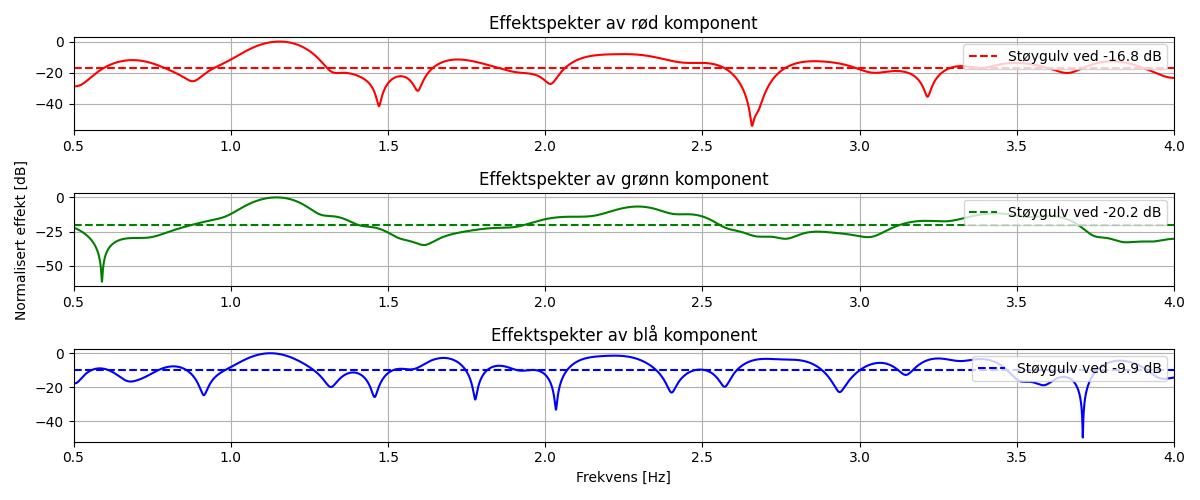 Effektspekter av rød komponent
0
−20
−40
Støygulv ved -16.8 dB
0.5 1.0 1.5 2.0 2.5 3.0 3.5 4.0
Effektspekter av grønn komponent
Normalisert effekt [dB]
0
−25
−50
Støygulv ved -20.2 dB
0.5 1.0 1.5 2.0 2.5 3.0 3.5 4.0
Effektspekter av blå komponent
0
−20
−40
Støygulv ved -9.9 dB
0.5 1.0 1.5 2.0 2.5 3.0 3.5 4.0
Frekvens [Hz]